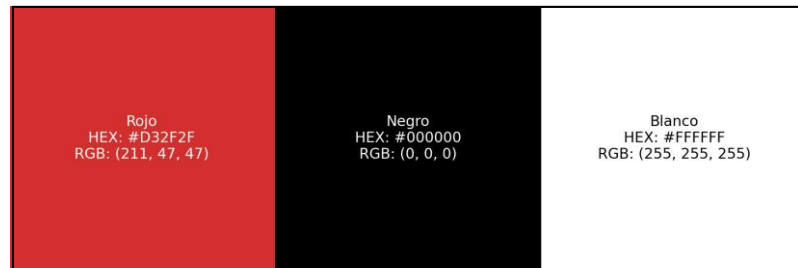 Rojo
HEX: #D32F2F
RGB: (211, 47, 47)
Negro
HEX: #000000
RGB: (0, 0, 0)
Blanco
HEX: #FFFFFF
RGB: (255, 255, 255)